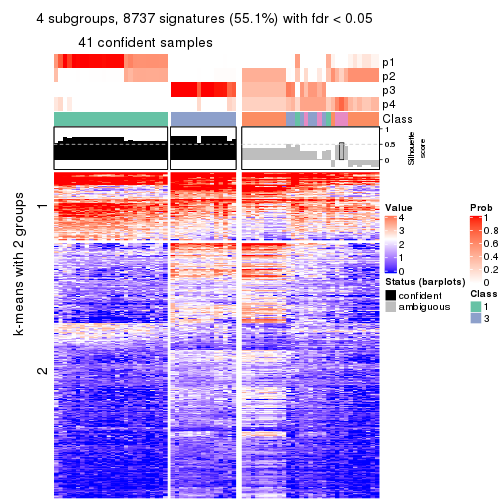 4 subgroups, 8737 signatures (55.1%) with fdr < 0.05
41 confident samples
p1
p2
p3
p4
Class
1
0.5
0
Silhouette
score
k-means with 2 groups
1
2
Value
4
3
2
1
0
Status (barplots)
confident
ambiguous
Prob
1
0.8
0.6
0.4
0.2
0
Class
1
3